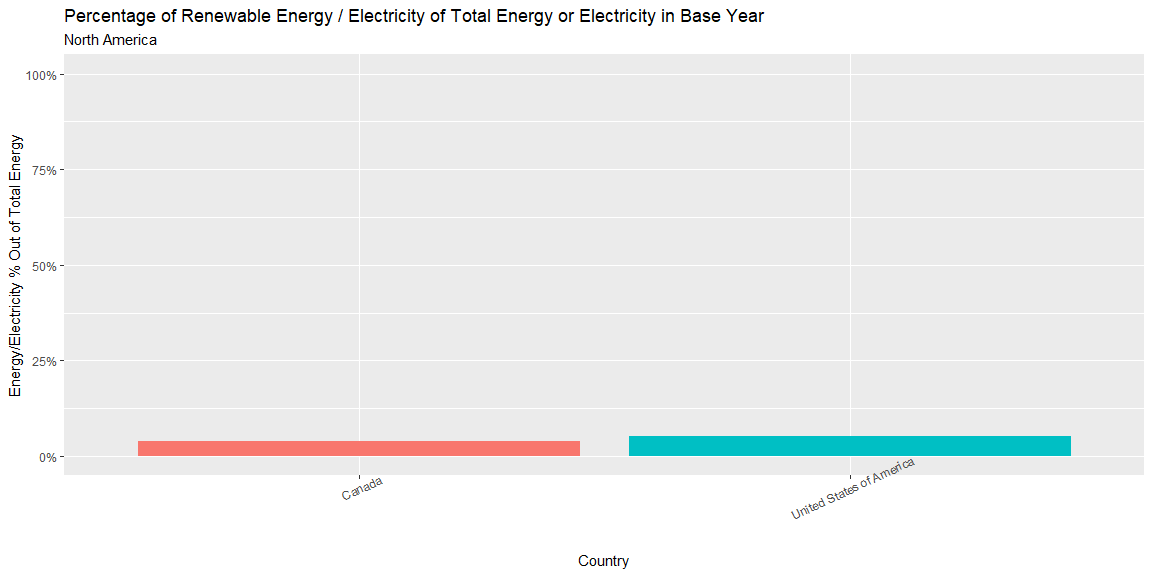 Percentage of Renewable Energy / Electricity of Total Energy or Electricity in Base Year
North America
Energy/Electricity % Out of Total Energy
100%
75%
50%
25%
0%
Canada
United States of America
Country